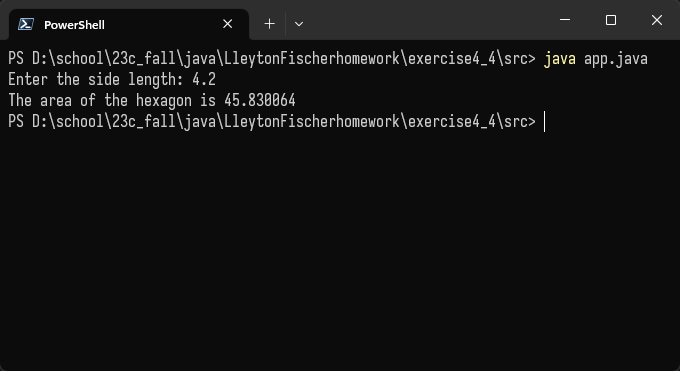 PowerShell
PS D:\school\23c_fall\java\LleytonFischerhomework\exercise4_4\src> java app.java
Enter the side length: 4.2
The area of the hexagon is 45.830064
PS D:\school\23c_fall\java\LleytonFischerhomework\exercise4_4\src>